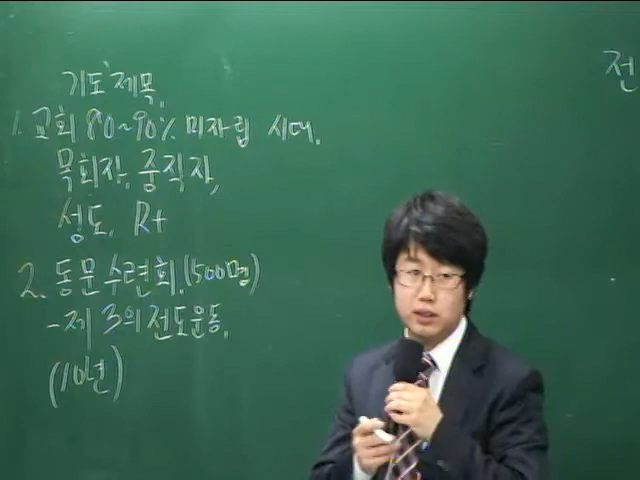 기도제목.
1. 교회 80~90% 미자립 시대.
목회자, 중직자,
성도, R+
2. 동문수련회.(500명)
-제 3의 전도운동.
(10년)
전